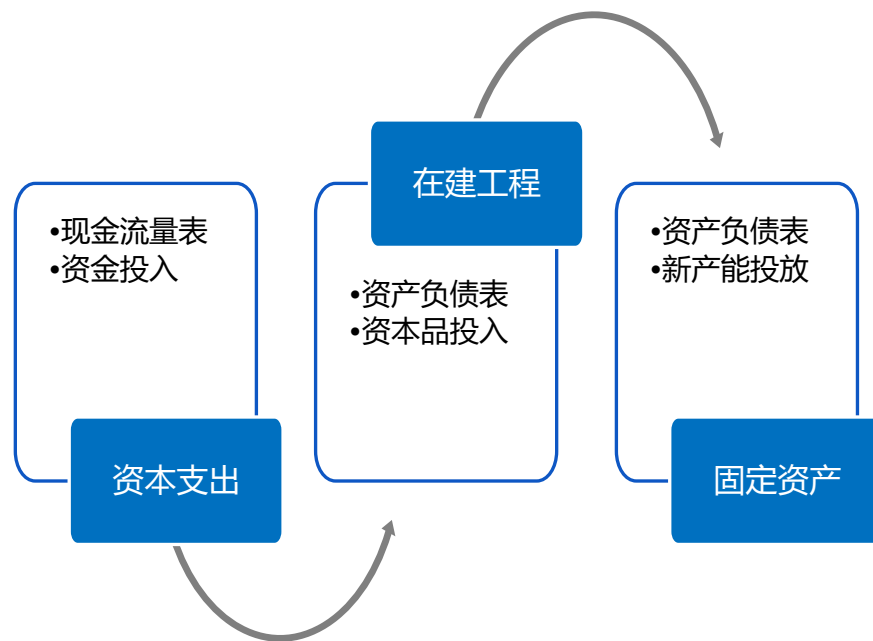 •现金流量表
•资金投入
资本支出
在建工程
•资产负债表
•资本品投入
•资产负债表
•新产能投放
固定资产